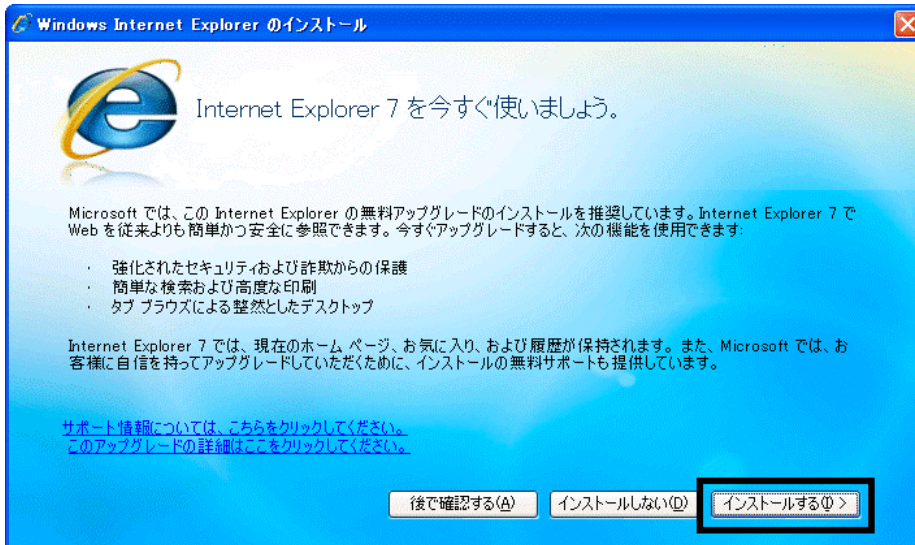 Windows Internet Explorer のインストール
Internet Explorer 7 を今すぐ使いましょう。
Microsoft では、この Internet Explorer の無料アップグレードのインストールを推奨しています。Internet Explorer 7 で
Web を従来よりも簡単かつ安全に参照できます。今すぐアップグレードすると、次の機能を使用できます:
· 強化されたセキュリティおよび詐欺からの保護
· 簡単な検索および高度な印刷
· タブ ブラウズによる整然としたデスクトップ
Internet Explorer 7 では、現在のホーム ページ、お気に入り、および履歴が保持されます。また、Microsoft では、お
客様に自信を持ってアップグレードしていただくために、インストールの無料サポートも提供しています。
サポート情報については、こちらをクリックしてください。
このアップグレードの詳細はここをクリックしてください。
後で確認する(A) インストールしない(D) インストールする(I) >